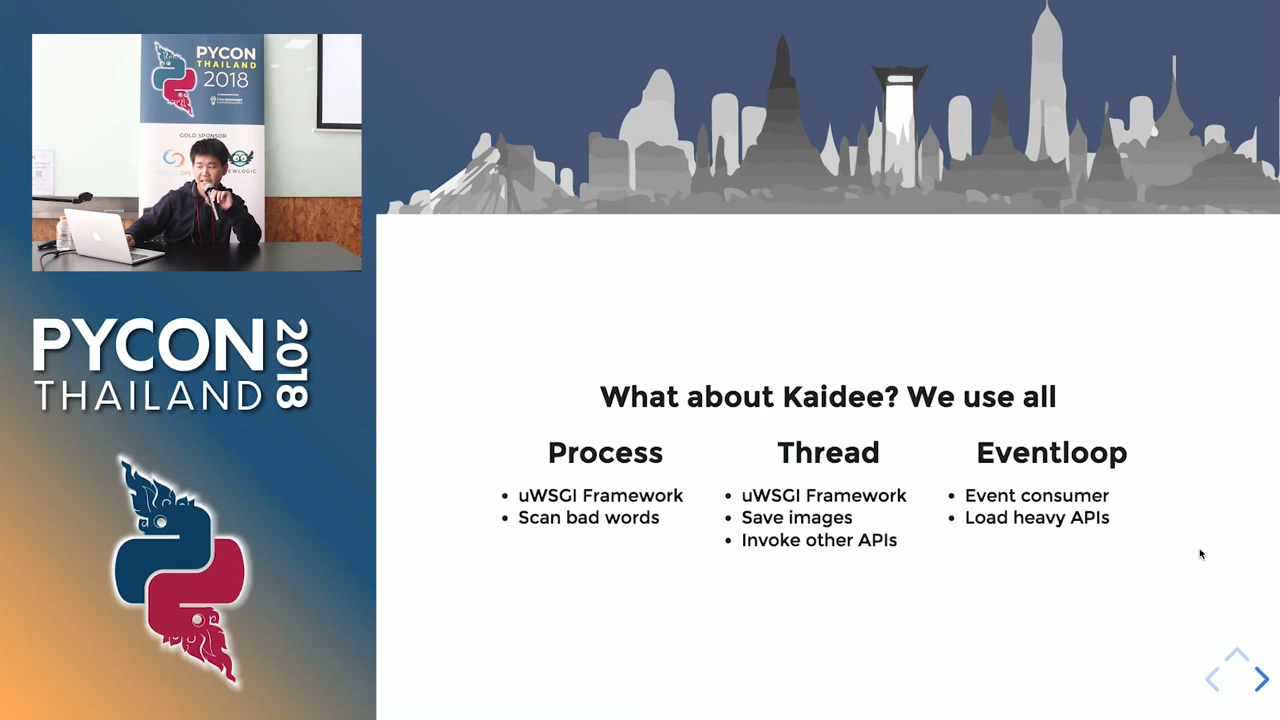 PYCON
THAILAND
2018
GOLD SPONSOR
PYCON
THAILAND
2018
What about Kaidee? We use all
Process
uWSGI Framework
Scan bad words
Thread
uWSGI Framework
Save images
Invoke other APIs
Eventloop
Event consumer
Load heavy APIs